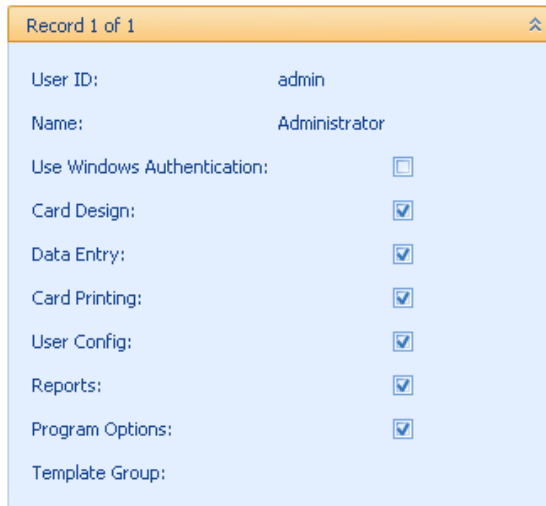 Record 1 of 1
User ID: admin
Name: Administrator
Use Windows Authentication:
Card Design:
Data Entry:
Card Printing:
User Config:
Reports:
Program Options:
Template Group: